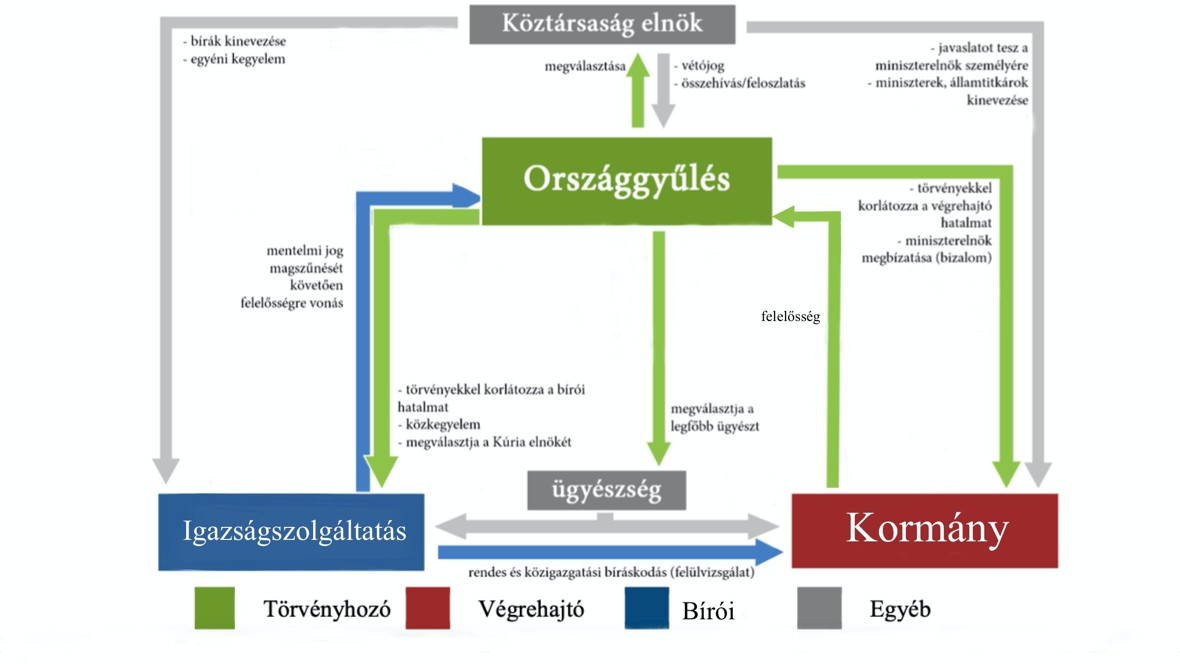 Köztársaság elnök
- bírák kinevezése
- egyéni kegyelem
megválasztása
- vétójog
- összehívás/feloszlatás
- javaslatot tesz a
miniszterelnök személyére
- miniszterek, államtitkárok
kinevezése
Országgyűlés
- törvényekkel
korlátozza a végrehajtó
hatalmat
- miniszterelnök
megbízatása (bizalom)
mentelmi jog
magszűnését
követően
felelősségre vonás
felelősség
- törvényekkel korlátozza a bírói
hatalmat
- közkegyelem
- megválasztja a Kúria elnökét
megválasztja a
legfőbb ügyészt
ügyészség
Igazságszolgáltatás
Kormány
rendes és közigazgatási bíráskodás (felülvizsgálat)
Törvényhozó
Végrehajtó
Bírói
Egyéb